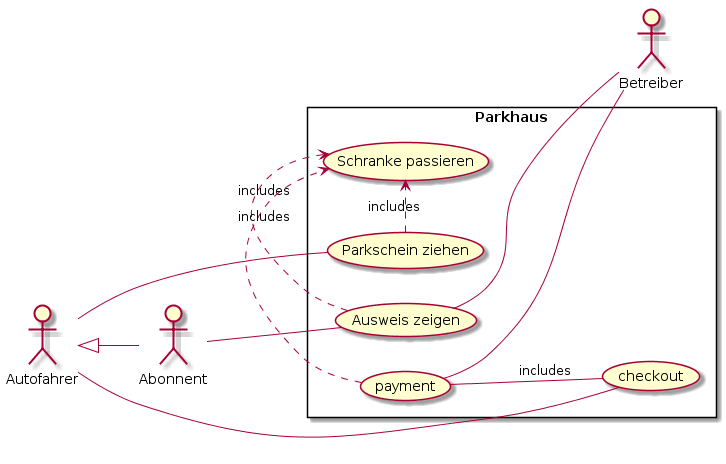 Betreiber
Parkhaus
Schranke passieren
includes
includes
includes
Parkschein ziehen
Ausweis zeigen
Autofahrer
Abonnent
payment
includes
checkout